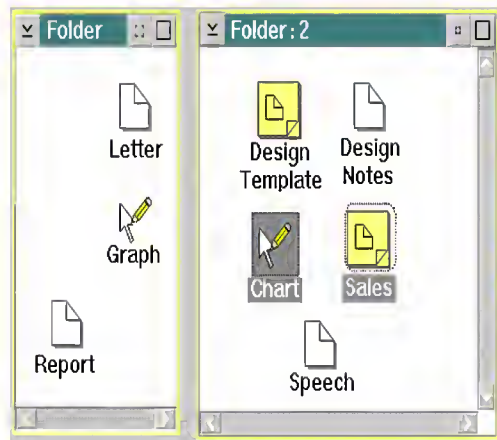 Folder
Letter
Graph
Report
Folder:2
Design
Template
Design
Notes
Chart
Sales
Speech